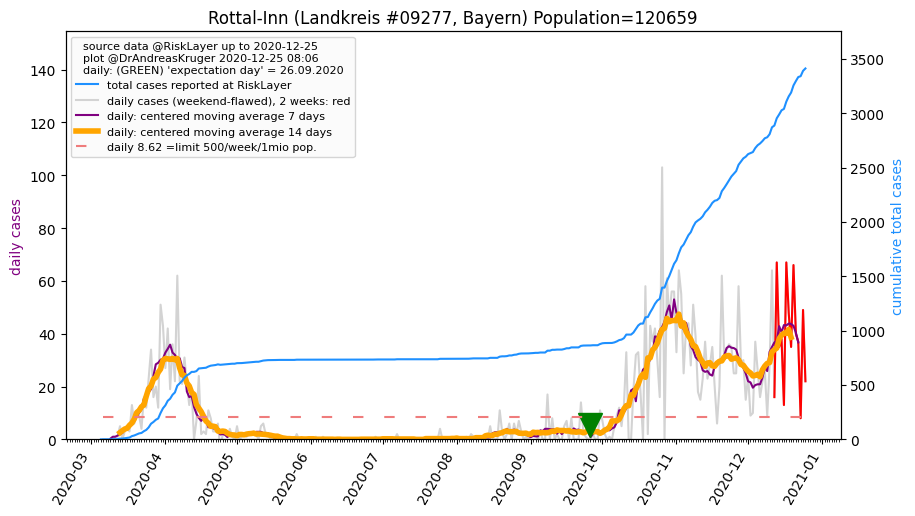 Rottal-Inn (Landkreis #09277, Bayern) Population=120659
source data @RiskLayer up to 2020-12-25
plot @DrAndreasKruger 2020-12-25 08:06
daily: (GREEN) 'expectation day' = 26.09.2020
total cases reported at RiskLayer
daily cases (weekend-flawed), 2 weeks: red
daily: centered moving average 7 days
daily: centered moving average 14 days
daily 8.62 =limit 500/week/1mio pop.
daily cases
140
120
100
80
60
40
20
0
cumulative total cases
3500
3000
2500
2000
1500
1000
500
0
2020-03
2020-04
2020-05
2020-06
2020-07
2020-08
2020-09
2020-10
2020-11
2020-12
2021-01